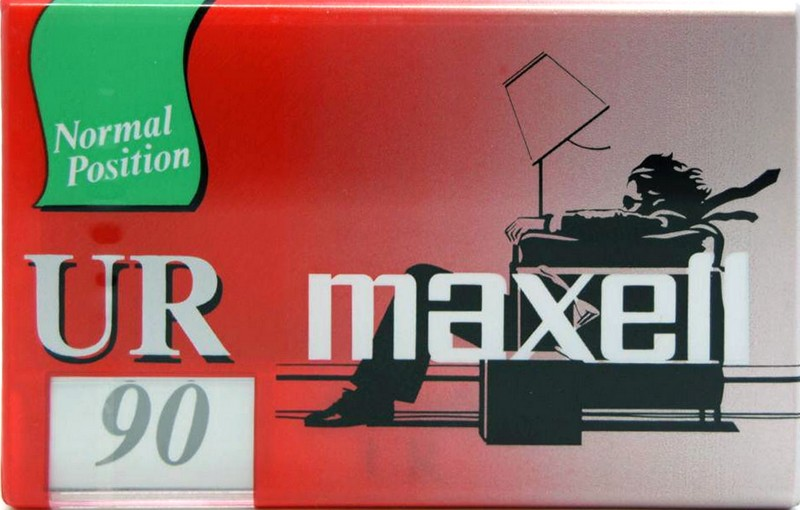 Normal
Position
UR
maxell
90